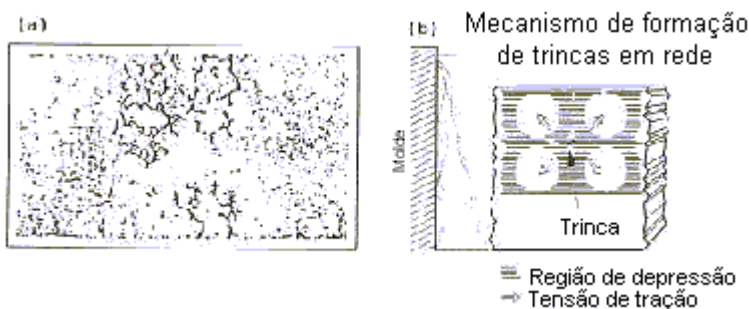 (a)
(b) Mecanismo de formação
de trincas em rede
Molde
Trinca
Região de depressão
Tensão de tração